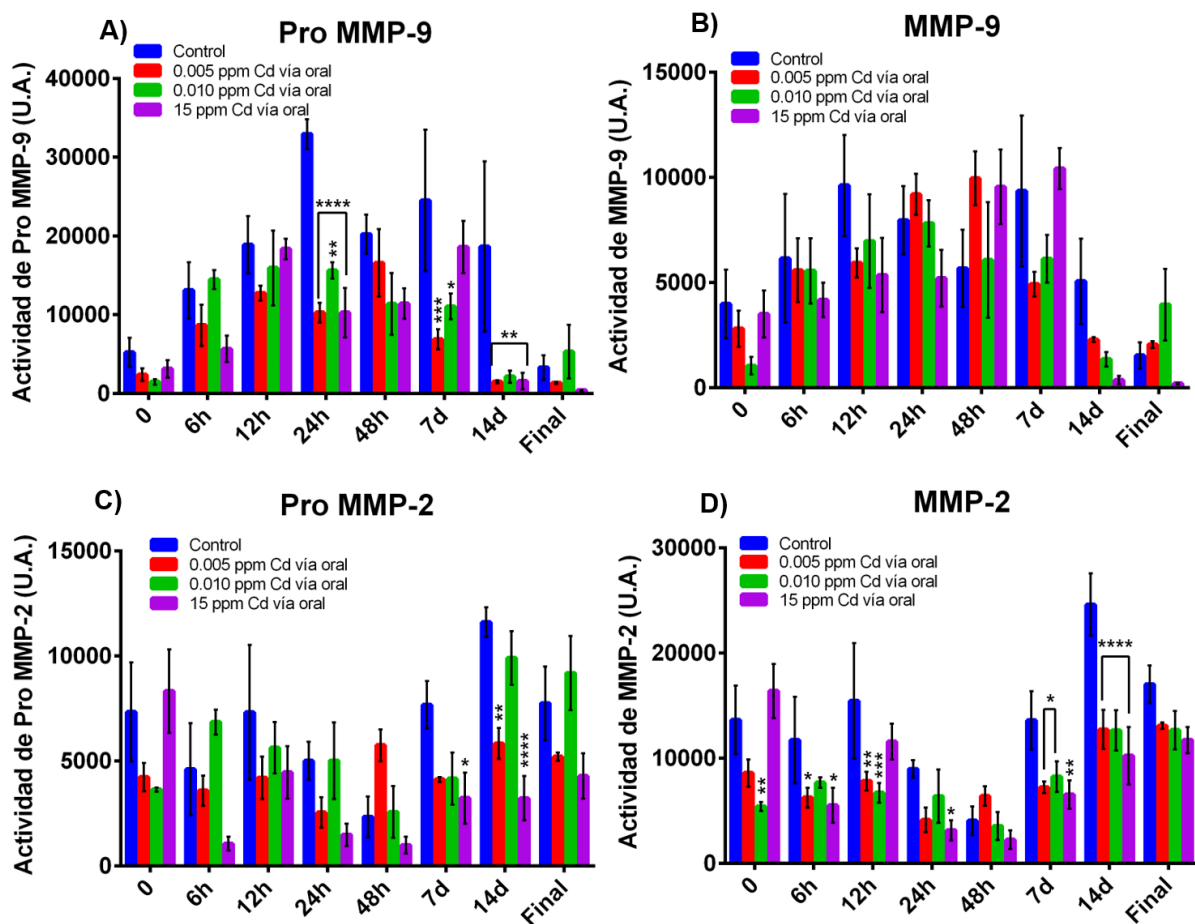 A)
Pro MMP-9
Control
0.005 ppm Cd vía oral
0.010 ppm Cd vía oral
15 ppm Cd vía oral
Actividad de Pro MMP-9 (U.A.)
40000
30000
20000
10000
0
****
**
***
*
**
0 6h 12h 24h 48h 7d 14d Final
B)
MMP-9
Control
0.005 ppm Cd vía oral
0.010 ppm Cd vía oral
15 ppm Cd vía oral
Actividad de MMP-9 (U.A.)
15000
10000
5000
0
0 6h 12h 24h 48h 7d 14d Final
C)
Pro MMP-2
Control
0.005 ppm Cd vía oral
0.010 ppm Cd vía oral
15 ppm Cd vía oral
Actividad de Pro MMP-2 (U.A.)
15000
10000
5000
0
*
**
****
0 6h 12h 24h 48h 7d 14d Final
D)
MMP-2
Control
0.005 ppm Cd vía oral
0.010 ppm Cd vía oral
15 ppm Cd vía oral
Actividad de MMP-2 (U.A.)
30000
20000
10000
0
**
*
*
**
***
*
*
**
****
0 6h 12h 24h 48h 7d 14d Final